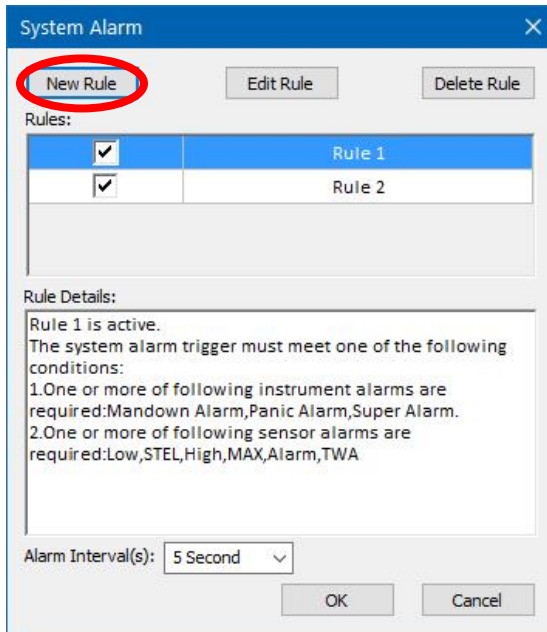 System Alarm
New Rule Edit Rule Delete Rule
Rules:
Rule 1
Rule 2
Rule Details:
Rule 1 is active.
The system alarm trigger must meet one of the following
conditions:
1.One or more of following instrument alarms are
required:Mandown Alarm,Panic Alarm,Super Alarm.
2.One or more of following sensor alarms are
required:Low,STEL,High,MAX,Alarm,TWA
Alarm Interval(s): 5 Second
OK Cancel